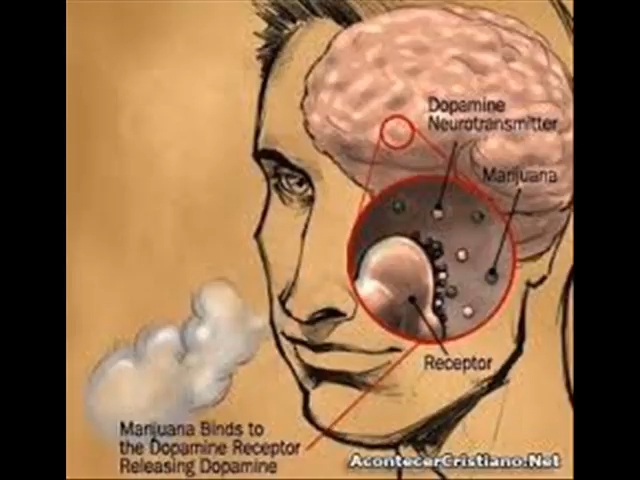 Dopamine
Neurotransmitter
Marijuana
Receptor
Marijuana Binds to
the Dopamine Receptor
Releasing Dopamine
AcontecerCristiano.Net